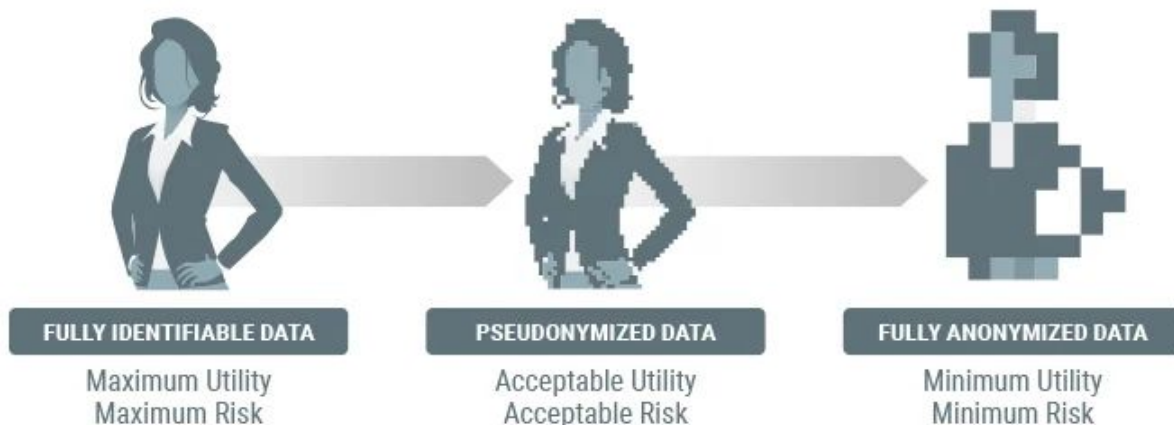 FULLY IDENTIFIABLE DATA
Maximum Utility
Maximum Risk
PSEUDONYMIZED DATA
Acceptable Utility
Acceptable Risk
FULLY ANONYMIZED DATA
Minimum Utility
Minimum Risk